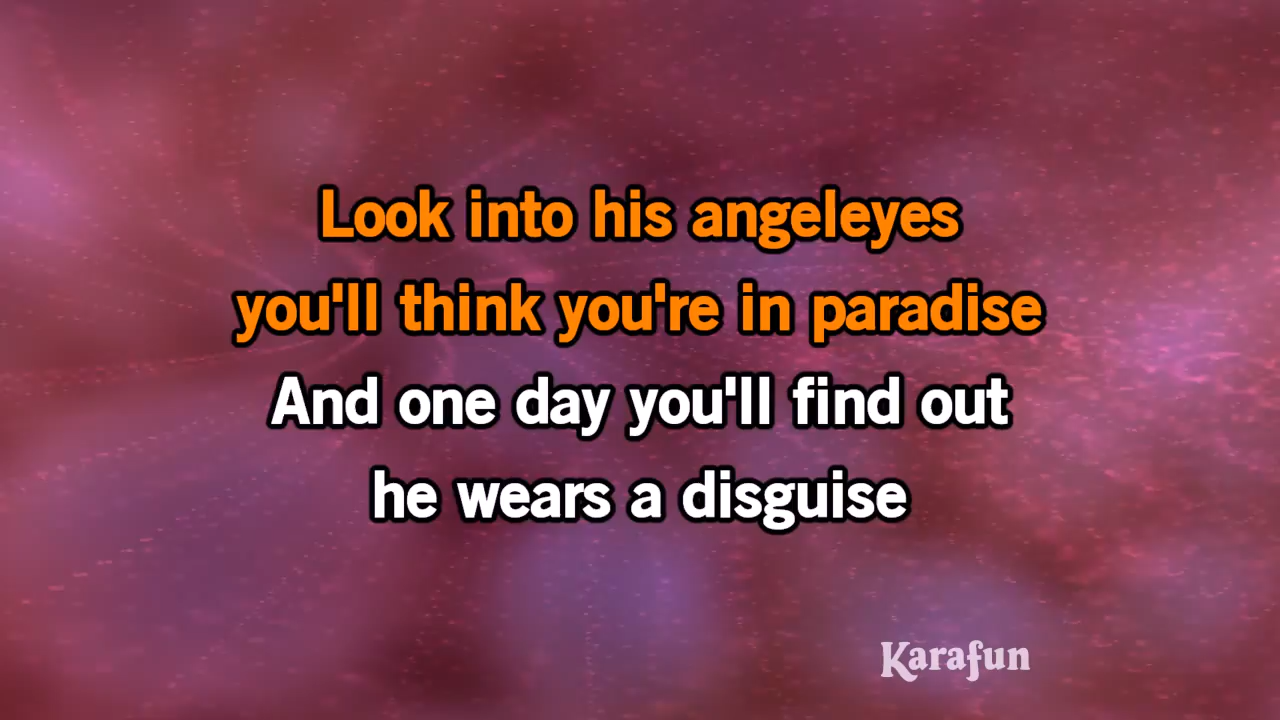 Look into his angeleyes
you'll think you're in paradise
And one day you'll find out
he wears a disguise
Karafun